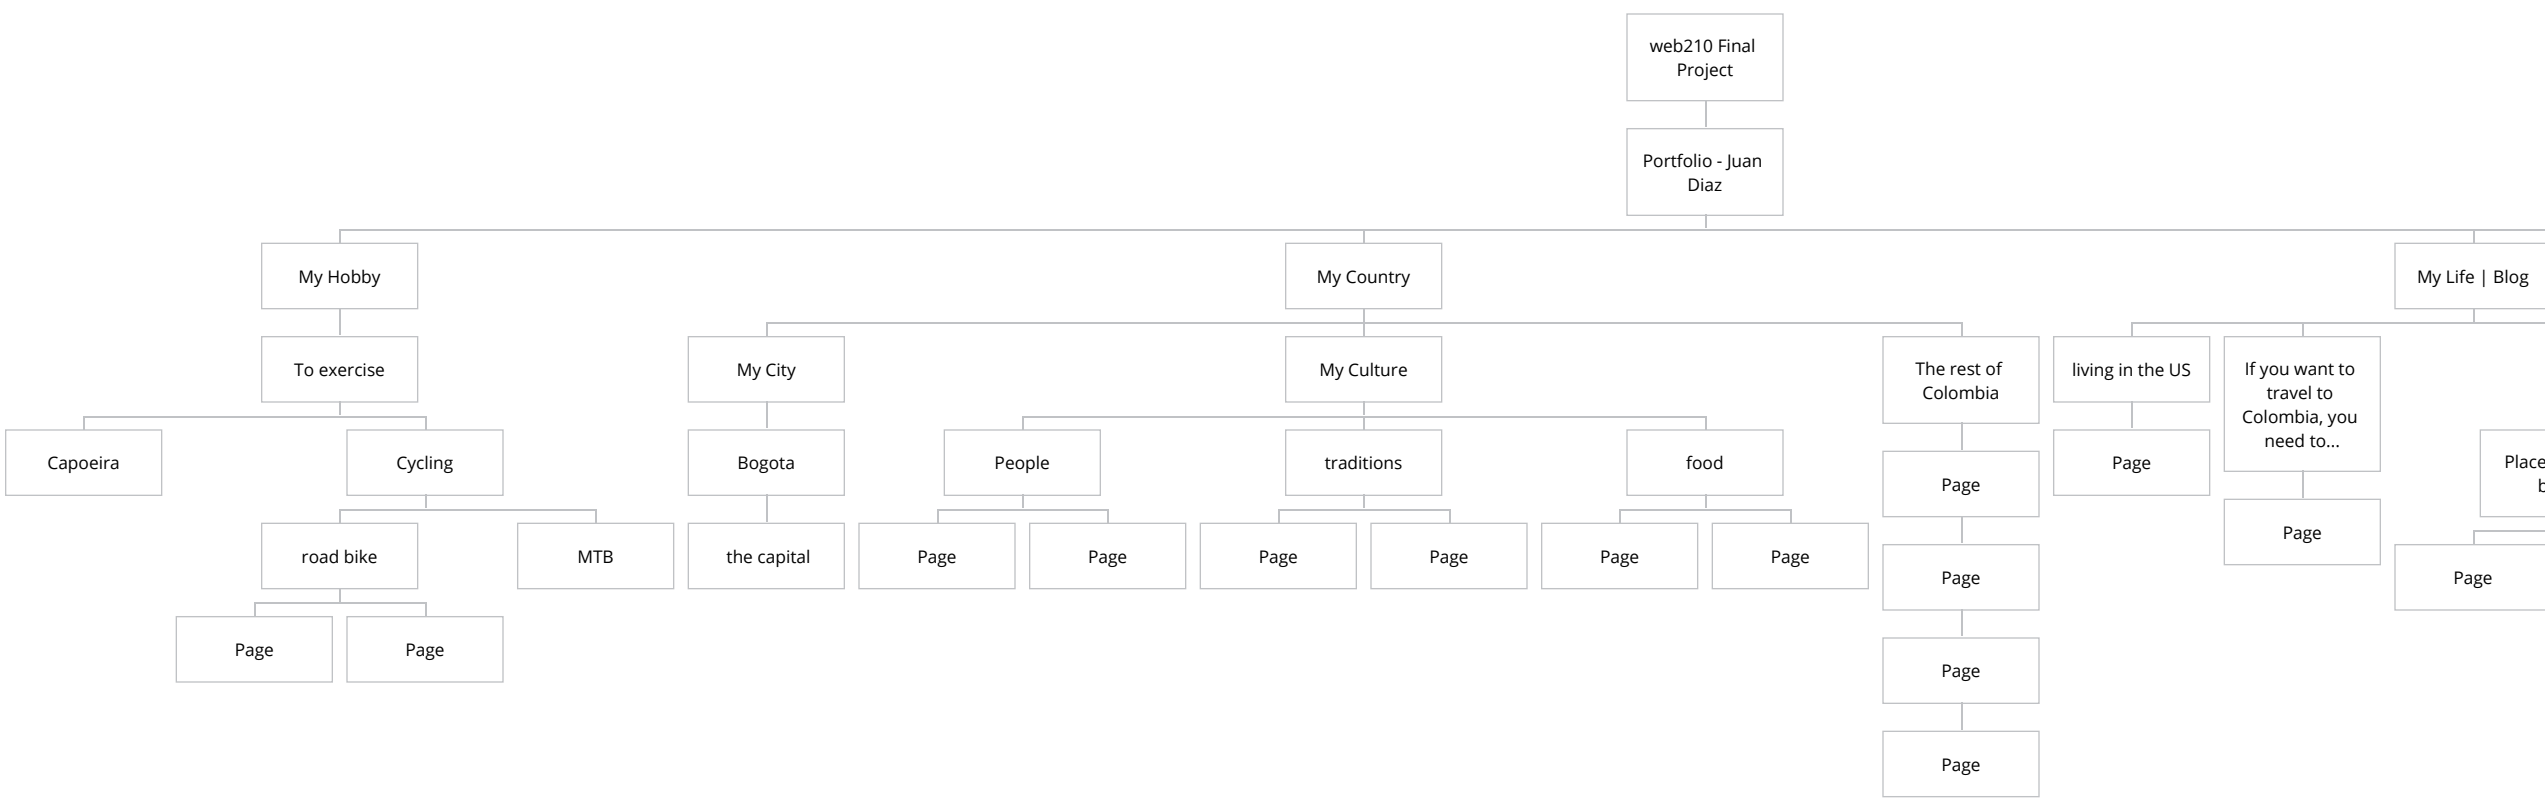 web210 Final
Project
Portfolio - Juan
Diaz
My Hobby
My Country
My Life | Blog
To exercise
My City
My Culture
The rest of
Colombia
living in the US
If you want to
travel to
Colombia, you
need to...
Capoeira
Cycling
Bogota
People
traditions
food
Page
Page
road bike
MTB
the capital
Page
Page
Page
Page
Page
Page
Page
Page
Page
Page
Page
Page
Page